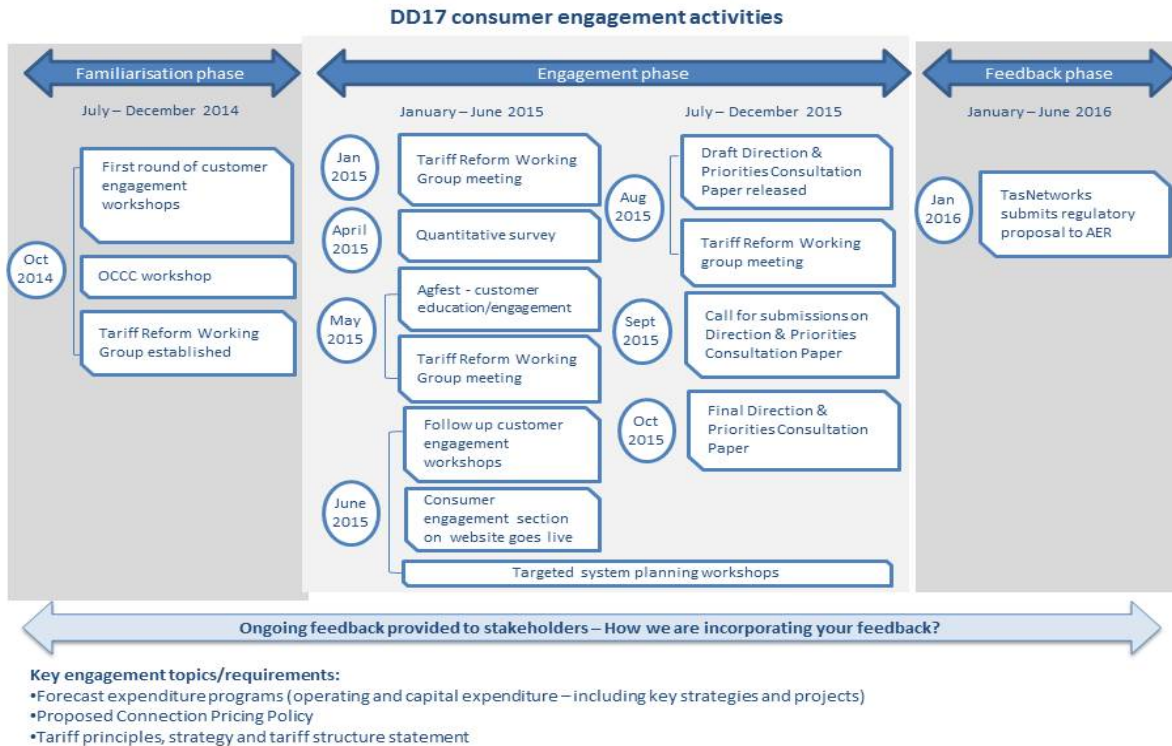 DD17 consumer engagement activities
Familiarisation phase
July – December 2014
Oct
2014
First round of customer
engagement
workshops
OCCC workshop
Tariff Reform Working
Group established
Engagement phase
January – June 2015
Jan
2015
Tariff Reform Working
Group meeting
April
2015
Quantitative survey
May
2015
Agfest - customer
education/engagement
Tariff Reform Working
Group meeting
June
2015
Follow up customer
engagement
workshops
Consumer
engagement section
on website goes live
Targeted system planning workshops
July – December 2015
Aug
2015
Draft Direction &
Priorities Consultation
Paper released
Tariff Reform Working
group meeting
Sept
2015
Call for submissions on
Direction & Priorities
Consultation Paper
Oct
2015
Final Direction &
Priorities Consultation
Paper
Feedback phase
January – June 2016
Jan
2016
TasNetworks
submits regulatory
proposal to AER
Ongoing feedback provided to stakeholders – How we are incorporating your feedback?
Key engagement topics/requirements:
•Forecast expenditure programs (operating and capital expenditure – including key strategies and projects)
•Proposed Connection Pricing Policy
•Tariff principles, strategy and tariff structure statement